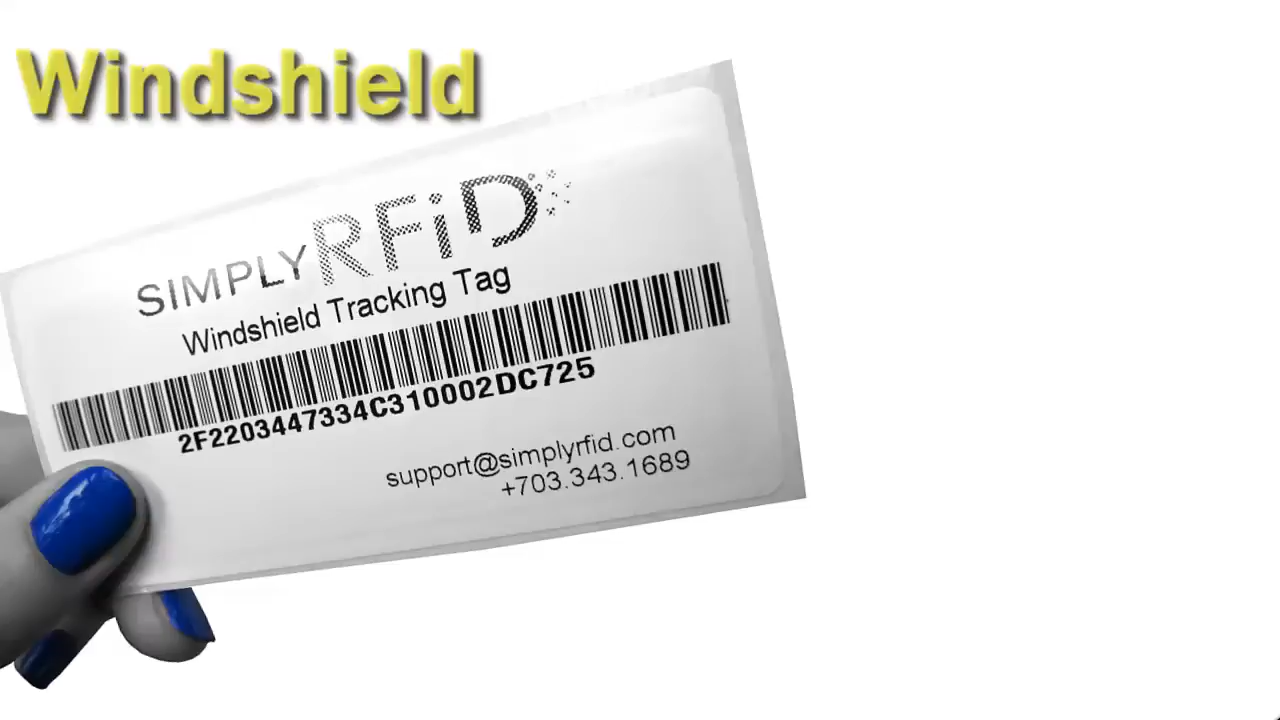 Windshield
SIMPLYRFiD
Windshield Tracking Tag
2F2203447334C310002DC725
support@simplyrfid.com
+703.343.1689